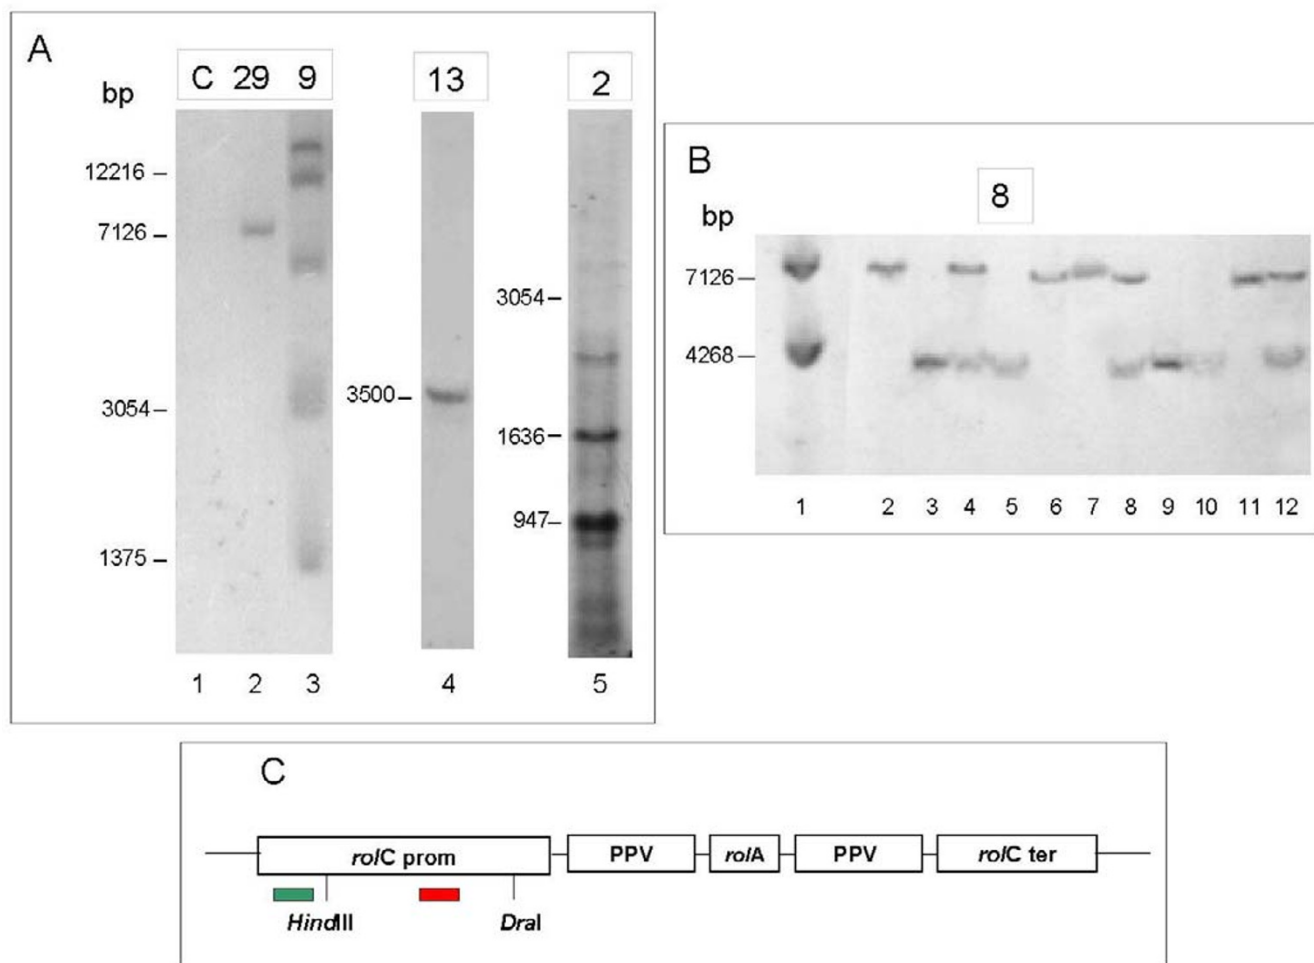 A
C 29 9
13
2
bp
12216
7126
3054
1375
3500
3054
1636
947
1 2 3
4
5
B
8
bp
7126
4268
1 2 3 4 5 6 7 8 9 10 11 12
C
rolC prom
PPV
rolA
PPV
rolC ter
HindIII
DraI